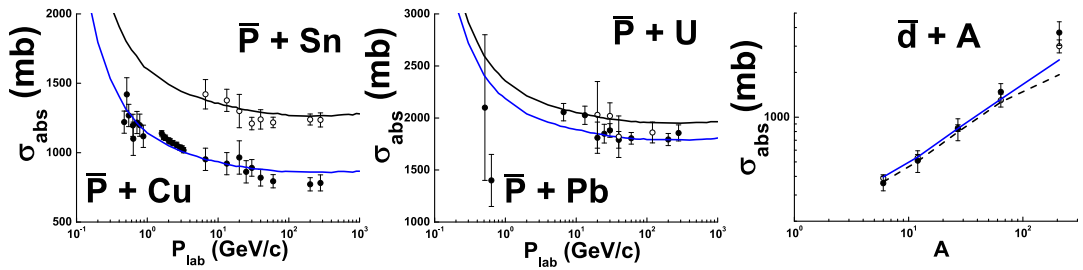 2000
1500
1000
500
σabs (mb)
P̅ + Sn
P̅ + Cu
10⁻¹ 10⁰ 10¹ 10² 10³
Plab (GeV/c)
3000
2500
2000
1500
1000
σabs (mb)
P̅ + U
P̅ + Pb
10⁻¹ 10⁰ 10¹ 10² 10³
Plab (GeV/c)
1000
σabs (mb)
d̅ + A
10⁰ 10¹ 10²
A